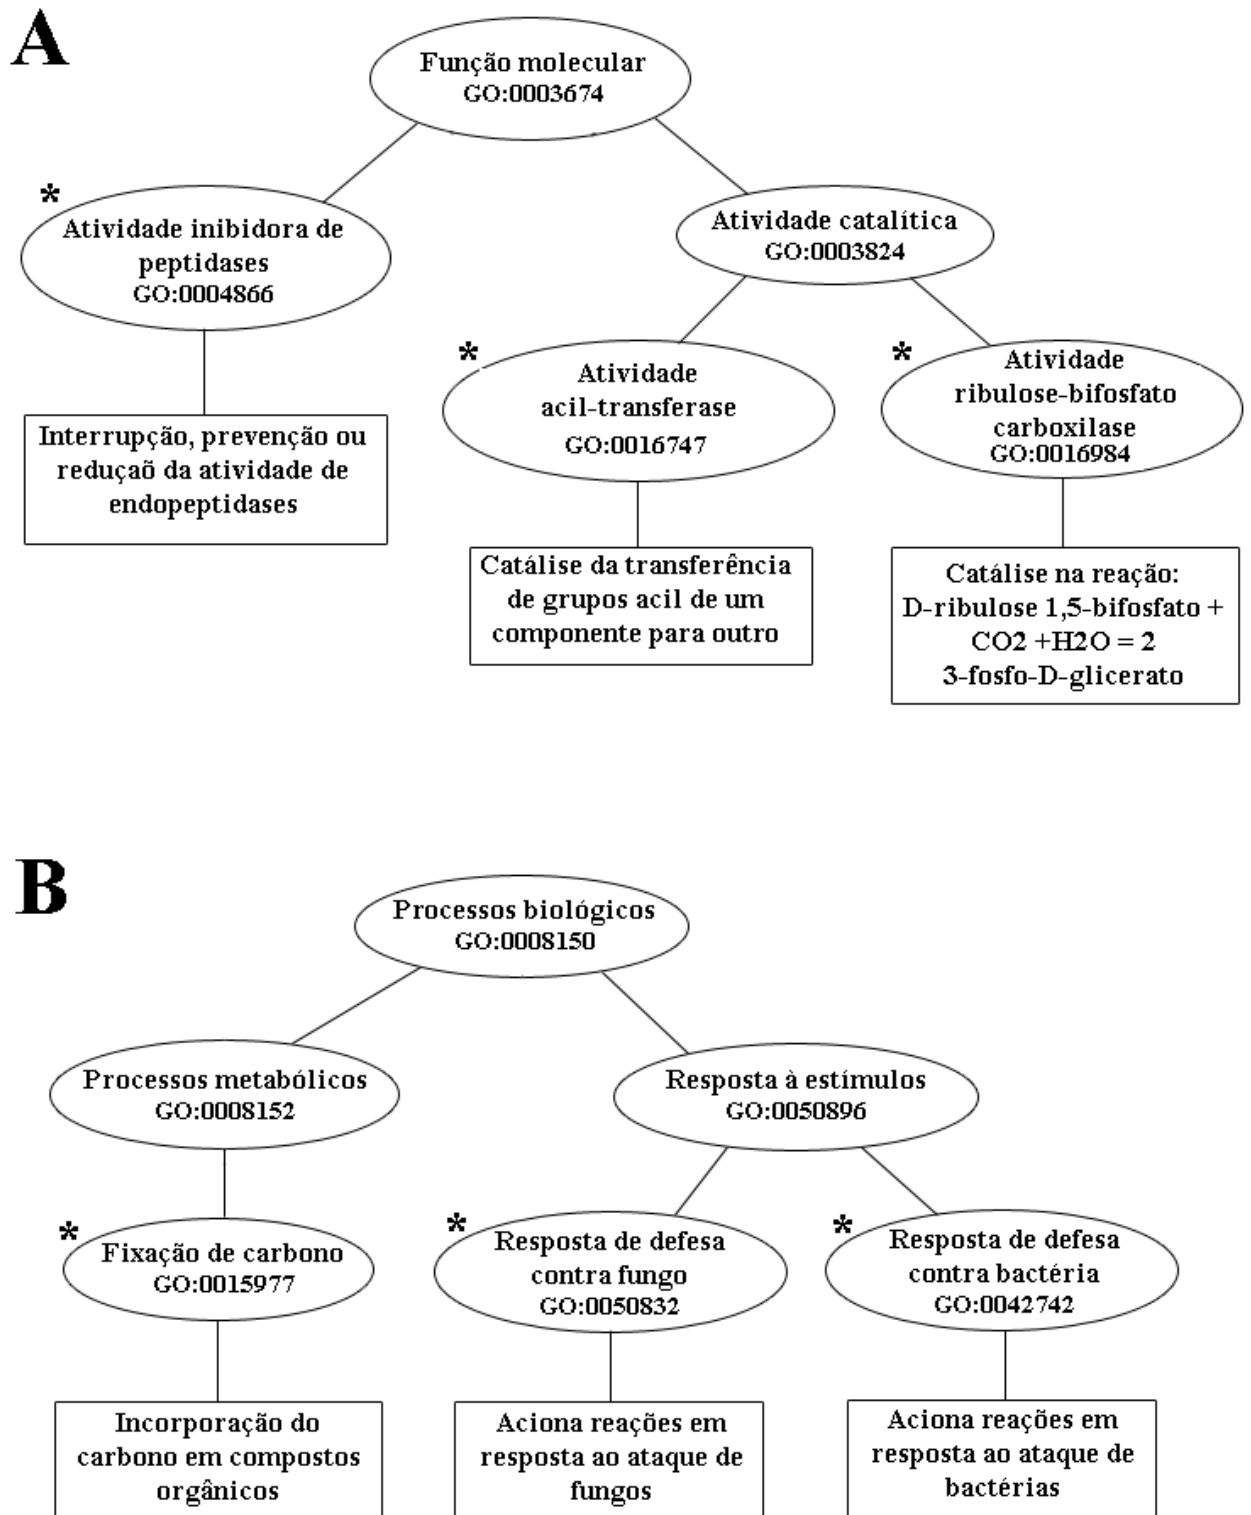 A
Função molecular
GO:0003674
*
Atividade inibidora de
peptidases
GO:0004866
Atividade catalítica
GO:0003824
Interrupção, prevenção ou
reduçaõ da atividade de
endopeptidases
*
Atividade
acil-transferase
GO:0016747
*
Atividade
ribulose-bifosfato
carboxilase
GO:0016984
Catálise da transferência
de grupos acil de um
componente para outro
Catálise na reação:
D-ribulose 1,5-bifosfato +
CO2 +H2O = 2
3-fosfo-D-glicerato
B
Processos biológicos
GO:0008150
Processos metabólicos
GO:0008152
Resposta à estímulos
GO:0050896
*
Fixação de carbono
GO:0015977
*
Resposta de defesa
contra fungo
GO:0050832
*
Resposta de defesa
contra bactéria
GO:0042742
Incorporação do
carbono em compostos
orgânicos
Aciona reações em
resposta ao ataque de
fungos
Aciona reações em
resposta ao ataque de
bactérias